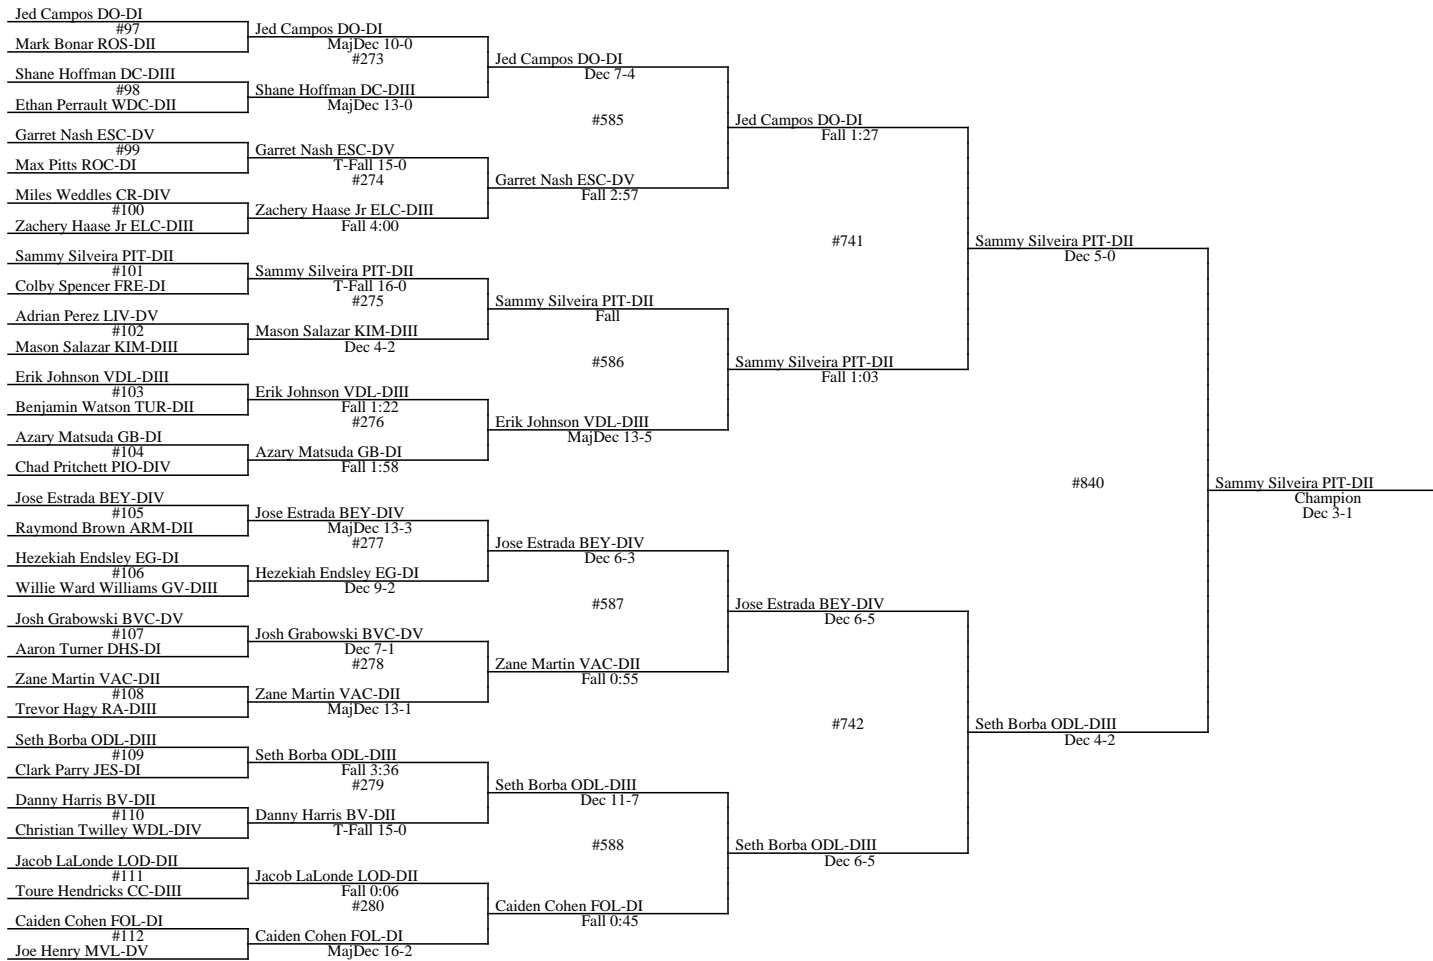 Jed Campos DO-DI
#97
Mark Bonar ROS-DII
Shane Hoffman DC-DIII
#98
Ethan Perrault WDC-DII
Garret Nash ESC-DV
#99
Max Pitts ROC-DI
Miles Weddles CR-DIV
#100
Zachery Haase Jr ELC-DIII
Sammy Silveira PIT-DII
#101
Colby Spencer FRE-DI
Adrian Perez LIV-DV
#102
Mason Salazar KIM-DIII
Erik Johnson VDL-DIII
#103
Benjamin Watson TUR-DII
Azary Matsuda GB-DI
#104
Chad Pritchett PIO-DIV
Jose Estrada BEY-DIV
#105
Raymond Brown ARM-DII
Hezekiah Endsley EG-DI
#106
Willie Ward Williams GV-DIII
Josh Grabowski BVC-DV
#107
Aaron Turner DHS-DI
Zane Martin VAC-DII
#108
Trevor Hagy RA-DIII
Seth Borba ODL-DIII
#109
Clark Parry JES-DI
Danny Harris BV-DII
#110
Christian Twilley WDL-DIV
Jacob LaLonde LOD-DII
#111
Toure Hendricks CC-DIII
Caiden Cohen FOL-DI
#112
Joe Henry MVL-DV
Jed Campos DO-DI
MajDec 10-0
#273
Shane Hoffman DC-DIII
MajDec 13-0
Garret Nash ESC-DV
T-Fall 15-0
#274
Zachery Haase Jr ELC-DIII
Fall 4:00
Sammy Silveira PIT-DII
T-Fall 16-0
#275
Mason Salazar KIM-DIII
Dec 4-2
Erik Johnson VDL-DIII
Fall 1:22
#276
Azary Matsuda GB-DI
Fall 1:58
Jose Estrada BEY-DIV
MajDec 13-3
#277
Hezekiah Endsley EG-DI
Dec 9-2
Josh Grabowski BVC-DV
Dec 7-1
#278
Zane Martin VAC-DII
MajDec 13-1
Seth Borba ODL-DIII
Fall 3:36
#279
Danny Harris BV-DII
T-Fall 15-0
Jacob LaLonde LOD-DII
Fall 0:06
#280
Caiden Cohen FOL-DI
MajDec 16-2
Jed Campos DO-DI
Dec 7-4
#585
Garret Nash ESC-DV
Fall 2:57
Sammy Silveira PIT-DII
Fall
#586
Erik Johnson VDL-DIII
MajDec 13-5
Jose Estrada BEY-DIV
Dec 6-3
#587
Zane Martin VAC-DII
Fall 0:55
Seth Borba ODL-DIII
Dec 11-7
#588
Caiden Cohen FOL-DI
Fall 0:45
Jed Campos DO-DI
Fall 1:27
#741
Sammy Silveira PIT-DII
Fall 1:03
Jose Estrada BEY-DIV
Dec 6-5
#742
Seth Borba ODL-DIII
Dec 6-5
Sammy Silveira PIT-DII
Dec 5-0
#840
Seth Borba ODL-DIII
Dec 4-2
Sammy Silveira PIT-DII
Champion
Dec 3-1